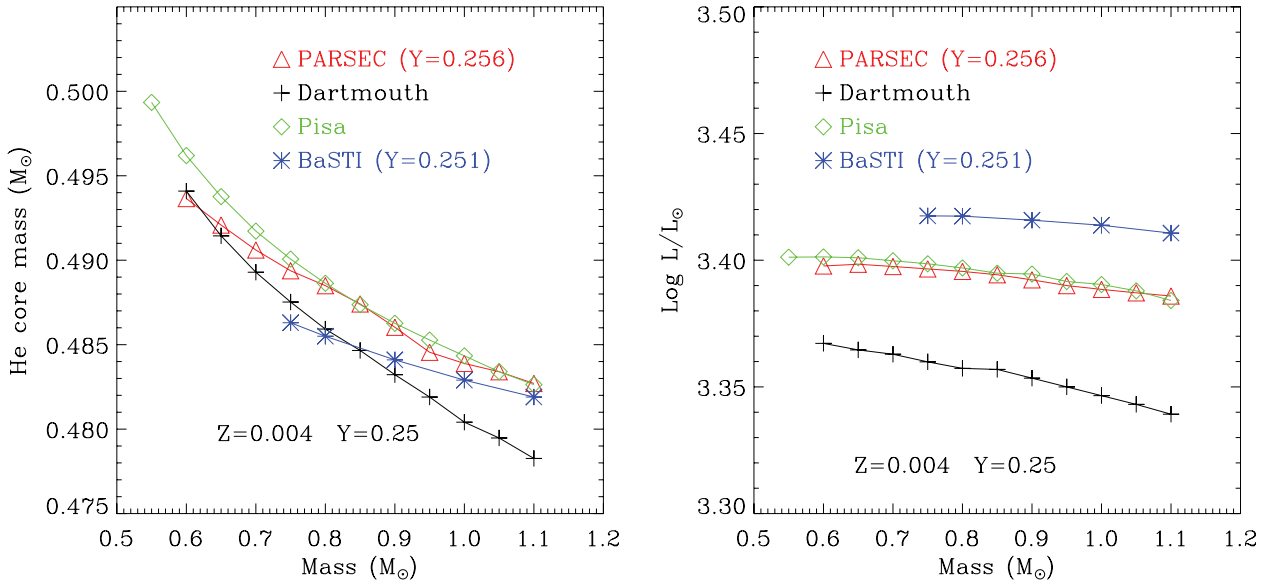 PARSEC (Y=0.256)
Dartmouth
Pisa
BaSTI (Y=0.251)
Z=0.004 Y=0.25
He core mass (M☉)
0.500
0.495
0.490
0.485
0.480
0.475
0.5 0.6 0.7 0.8 0.9 1.0 1.1 1.2
Mass (M☉)
PARSEC (Y=0.256)
Dartmouth
Pisa
BaSTI (Y=0.251)
Z=0.004 Y=0.25
Log L/L☉
3.50
3.45
3.40
3.35
3.30
0.5 0.6 0.7 0.8 0.9 1.0 1.1 1.2
Mass (M☉)